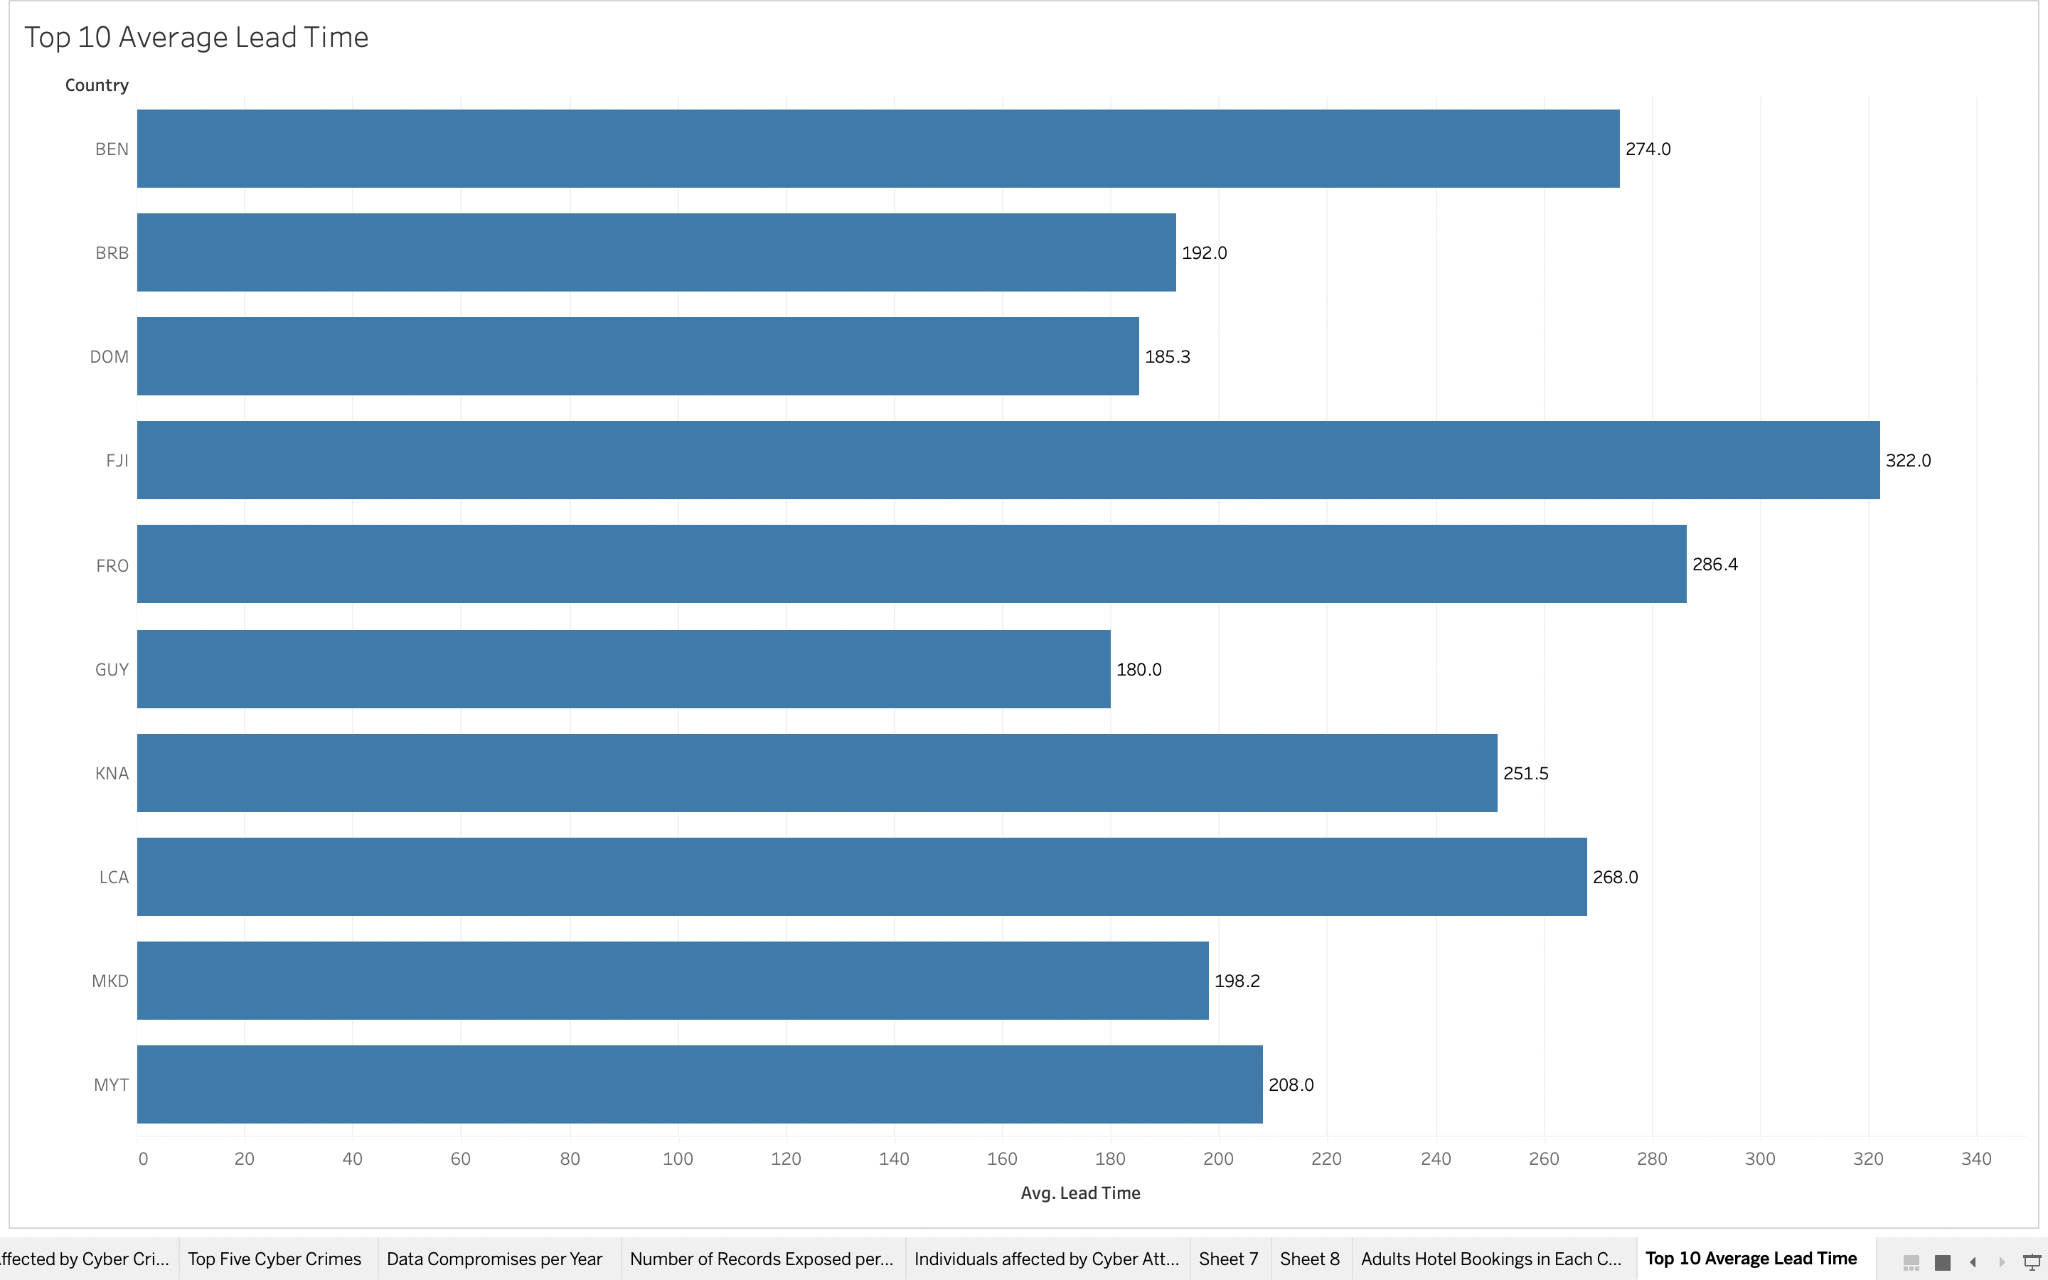 Top 10 Average Lead Time
Country
BEN 274.0
BRB 192.0
DOM 185.3
FJI 322.0
FRO 286.4
GUY 180.0
KNA 251.5
LCA 268.0
MKD 198.2
MYT 208.0
0 20 40 60 80 100 120 140 160 180 200 220 240 260 280 300 320 340
Avg. Lead Time
ffected by Cyber Cri... Top Five Cyber Crimes Data Compromises per Year Number of Records Exposed per... Individuals affected by Cyber Att... Sheet 7 Sheet 8 Adults Hotel Bookings in Each C... Top 10 Average Lead Time